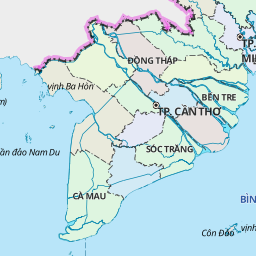 TP.
MI
ĐỒNG THÁP
vịnh Ba Hòn
BẾN TRE
TP. CẦN THƠ
ần đảo Nam Du
SÓC TRĂNG
CÀ MAU
BÌN
Côn Đảo